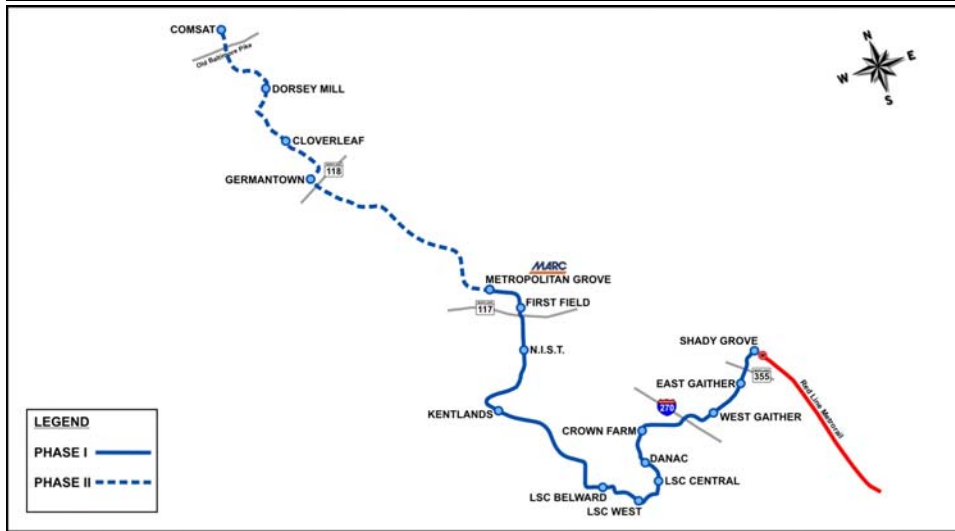 COMSAT
Old Baltimore Pike
DORSEY MILL
CLOVERLEAF
118
GERMANTOWN
N
E
W
S
MARC
METROPOLITAN GROVE
117
FIRST FIELD
N.I.S.T.
KENTLANDS
SHADY GROVE
355
EAST GAITHER
Red Line Metrorail
270
WEST GAITHER
CROWN FARM
DANAC
LSC CENTRAL
LSC BELWARD
LSC WEST
LEGEND
PHASE I
PHASE II